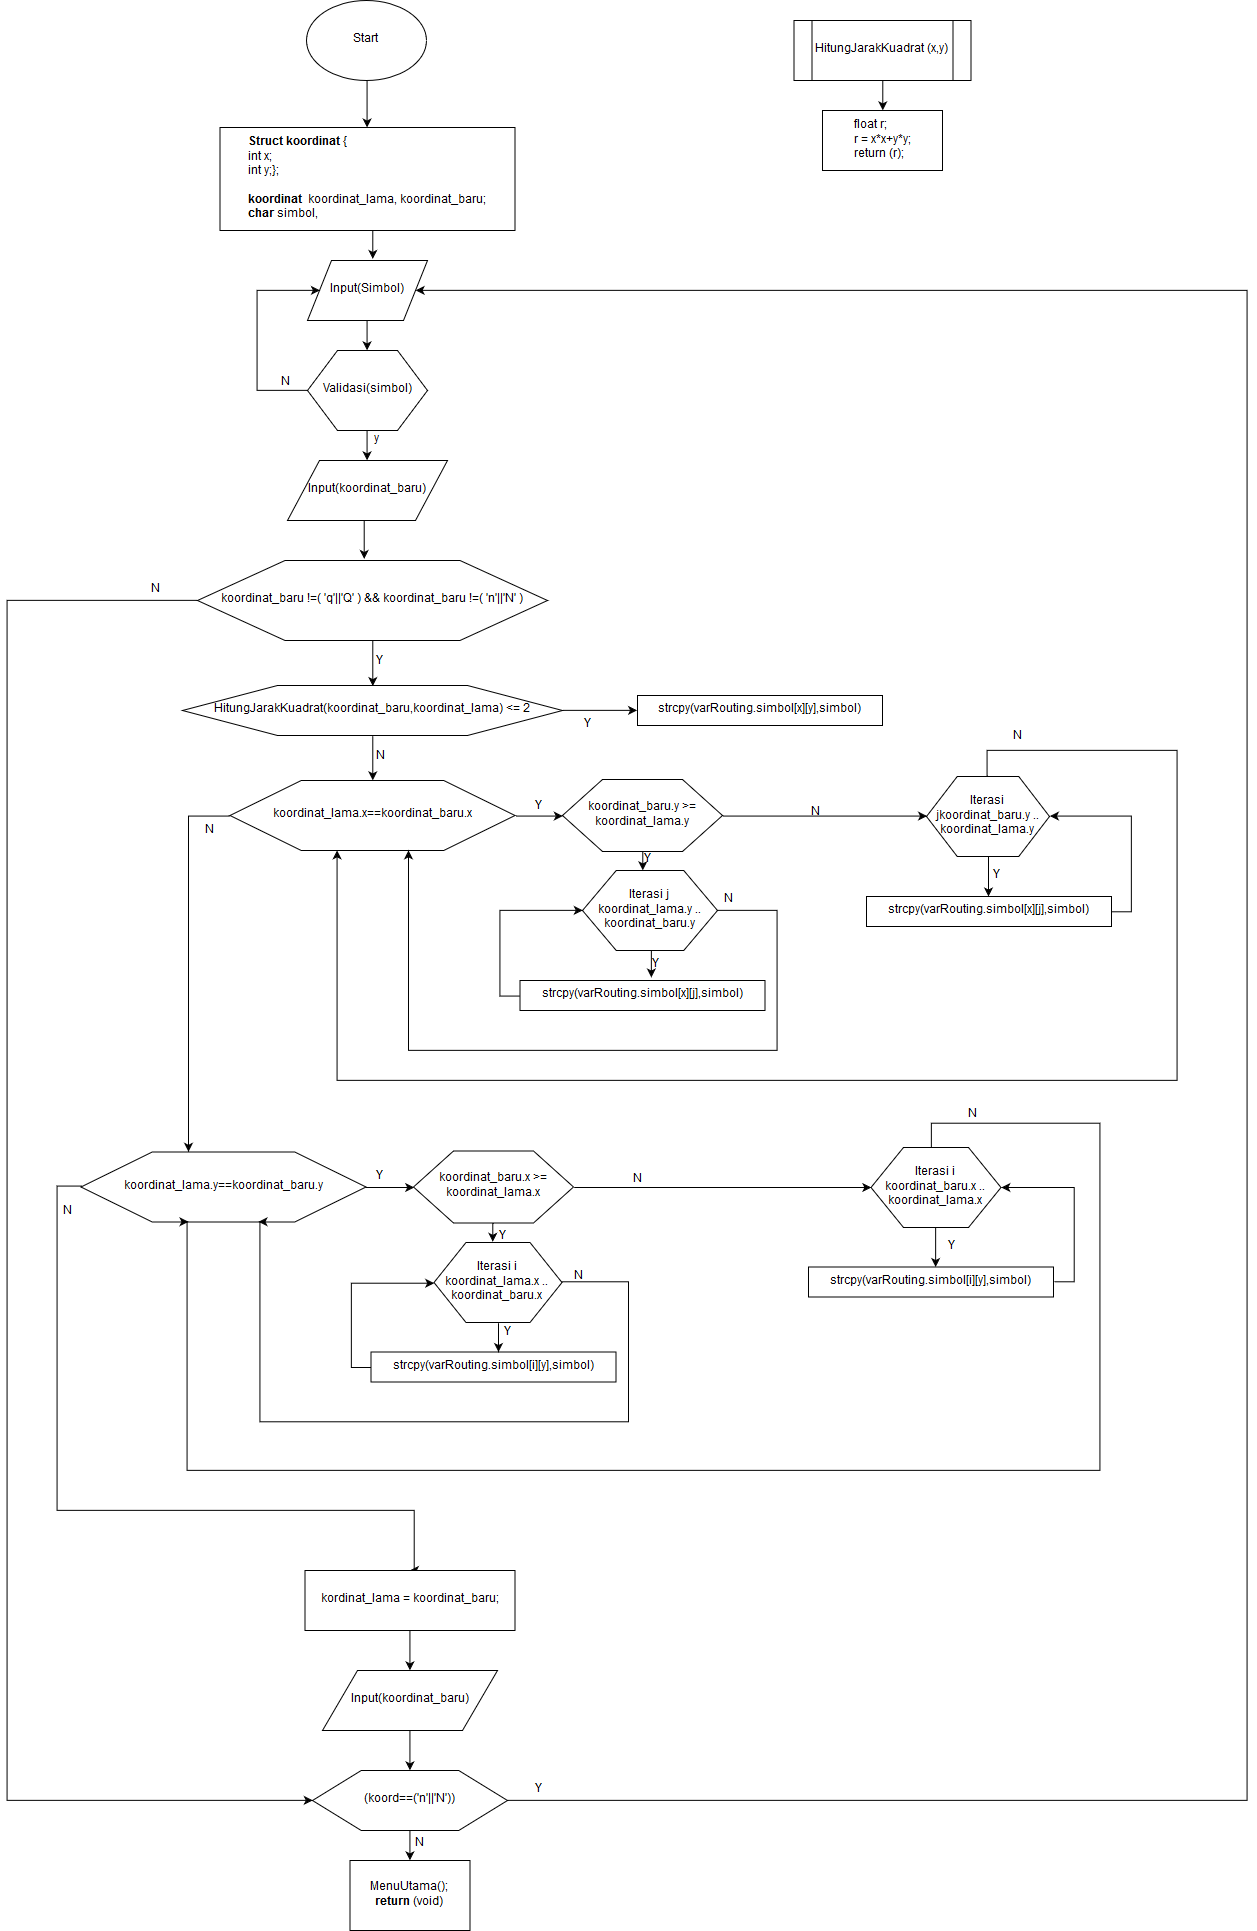 Start
HitungJarakKuadrat (x,y)
float r;
r = x*x+y*y;
return (r);
Struct koordinat {
int x;
int y;};
koordinat  koordinat_lama, koordinat_baru;
char simbol,
Input(Simbol)
N
Validasi(simbol)
y
Input(koordinat_baru)
N
koordinat_baru !=( 'q'||'Q' ) && koordinat_baru !=( 'n'||'N' )
Y
HitungJarakKuadrat(koordinat_baru,koordinat_lama) <= 2
Y
strcpy(varRouting.simbol[x][y],simbol)
N
koordinat_lama.x==koordinat_baru.x
N
Y
koordinat_baru.y >=
koordinat_lama.y
N
Iterasi
jkoordinat_baru.y ..
koordinat_lama.y
N
Y
strcpy(varRouting.simbol[x][j],simbol)
Y
Iterasi j
koordinat_lama.y ..
koordinat_baru.y
N
Y
strcpy(varRouting.simbol[x][j],simbol)
koordinat_lama.y==koordinat_baru.y
N
Y
koordinat_baru.x >=
koordinat_lama.x
N
Iterasi i
koordinat_baru.x ..
koordinat_lama.x
N
Y
strcpy(varRouting.simbol[i][y],simbol)
Y
Iterasi i
koordinat_lama.x ..
koordinat_baru.x
N
Y
strcpy(varRouting.simbol[i][y],simbol)
kordinat_lama = koordinat_baru;
Input(koordinat_baru)
(koord==('n'||'N'))
Y
N
MenuUtama();
return (void)